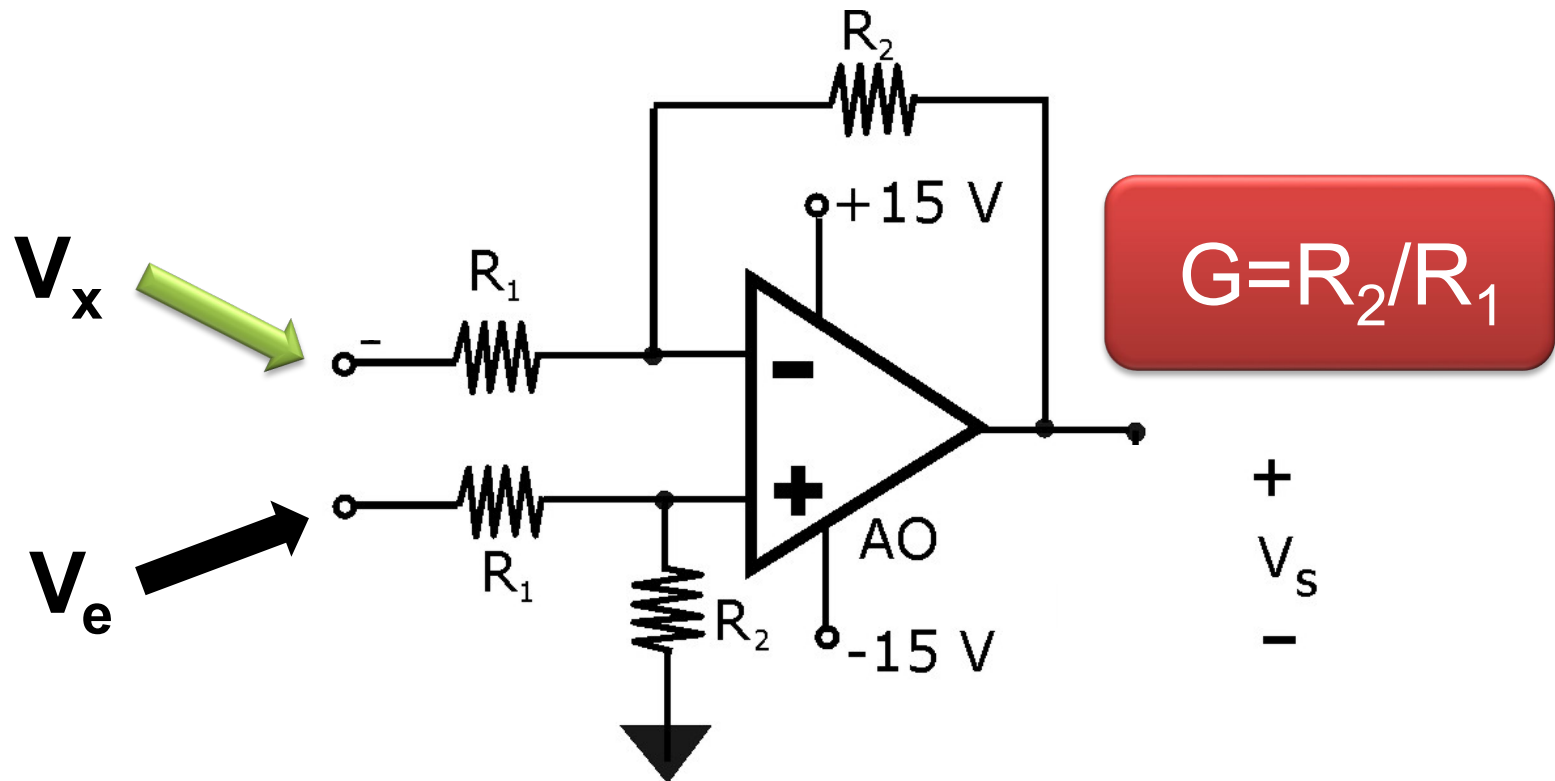 R₂
+15 V
Vₓ
R₁
G=R₂/R₁
-
-
+
AO
R₁
Vₑ
R₂
-15 V
+
Vₛ
-